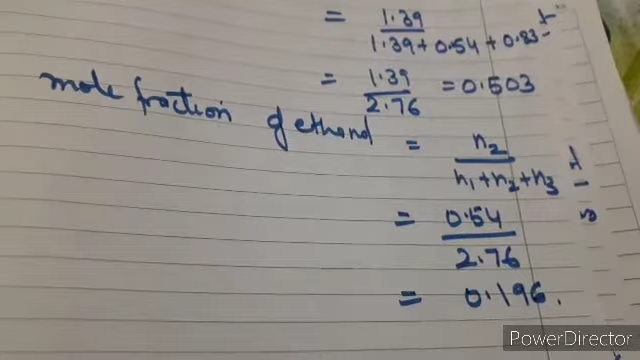 = 1.39
1.39 + 0.54 + 0.83
= 1.39 = 0.503
2.76
mole fraction of ethanol = n2
n1+n2+n3
= 0.54
2.76
= 0.196.
PowerDirector